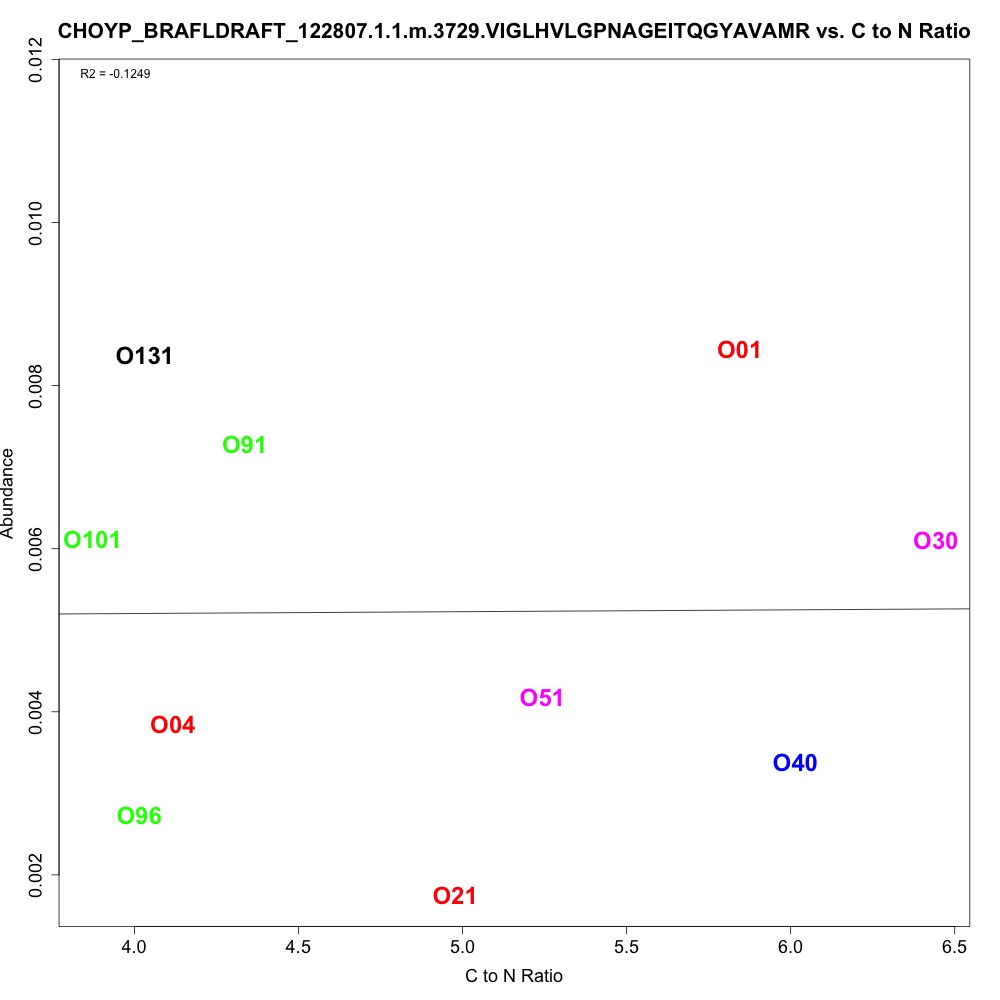 CHOYP_BRAFLDRAFT_122807.1.1.m.3729.VIGLHVLGPNAGEITQGYAVAMR vs. C to N Ratio
R2 = -0.1249
0.012
0.010
0.008
0.006
0.004
0.002
Abundance
O131
O01
O91
O101
O30
O51
O04
O40
O96
O21
4.0 4.5 5.0 5.5 6.0 6.5
C to N Ratio